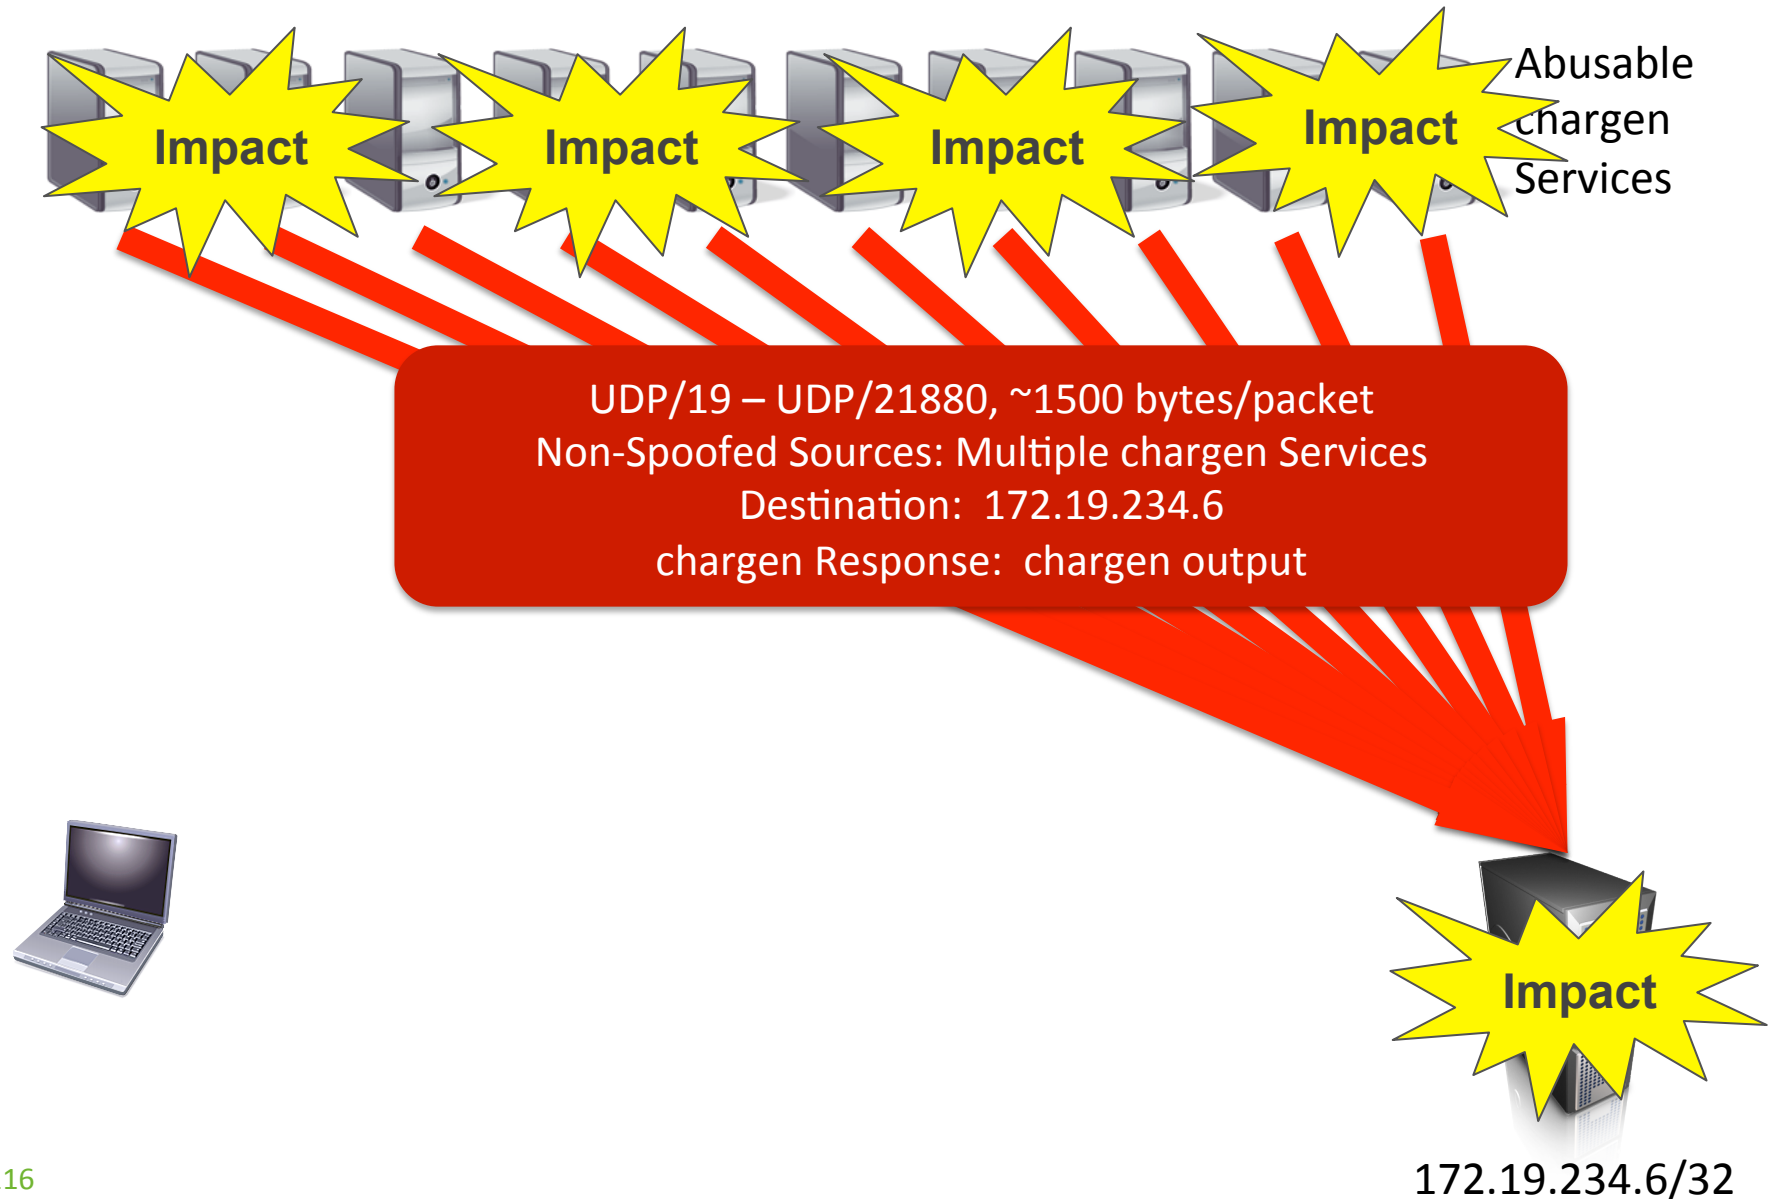 Abusable
chargen
Services
Impact
Impact
Impact
Impact
UDP/19 – UDP/21880, ~1500 bytes/packet
Non-Spoofed Sources: Multiple chargen Services
Destination: 172.19.234.6
chargen Response: chargen output
Impact
172.19.234.6/32
16